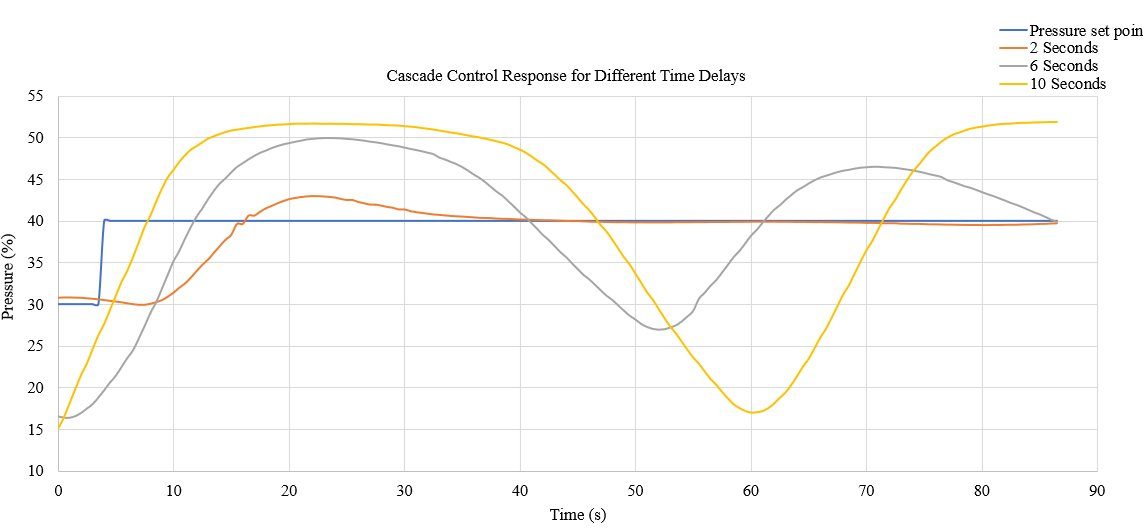 Pressure set poin
2 Seconds
6 Seconds
10 Seconds
Cascade Control Response for Different Time Delays
55
50
45
40
35
30
25
20
15
10
Pressure (%)
0 10 20 30 40 50 60 70 80 90
Time (s)